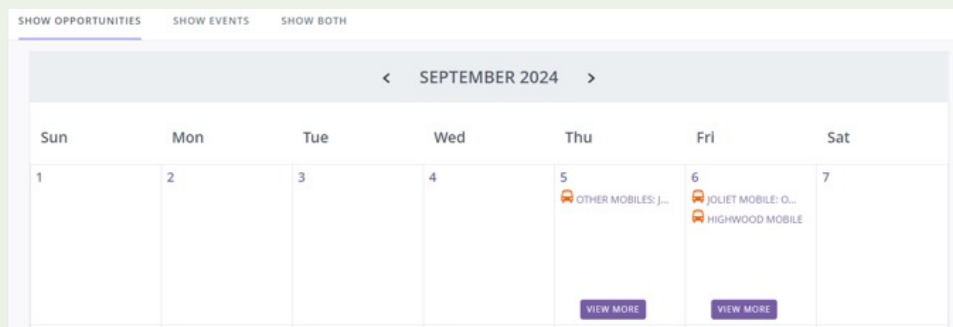 SHOW OPPORTUNITIES SHOW EVENTS SHOW BOTH
< SEPTEMBER 2024 >
Sun Mon Tue Wed Thu Fri Sat
1 2 3 4 5 6 7
OTHER MOBILES: J... JOLIET MOBILE: O...
HIGHWOOD MOBILE
VIEW MORE VIEW MORE